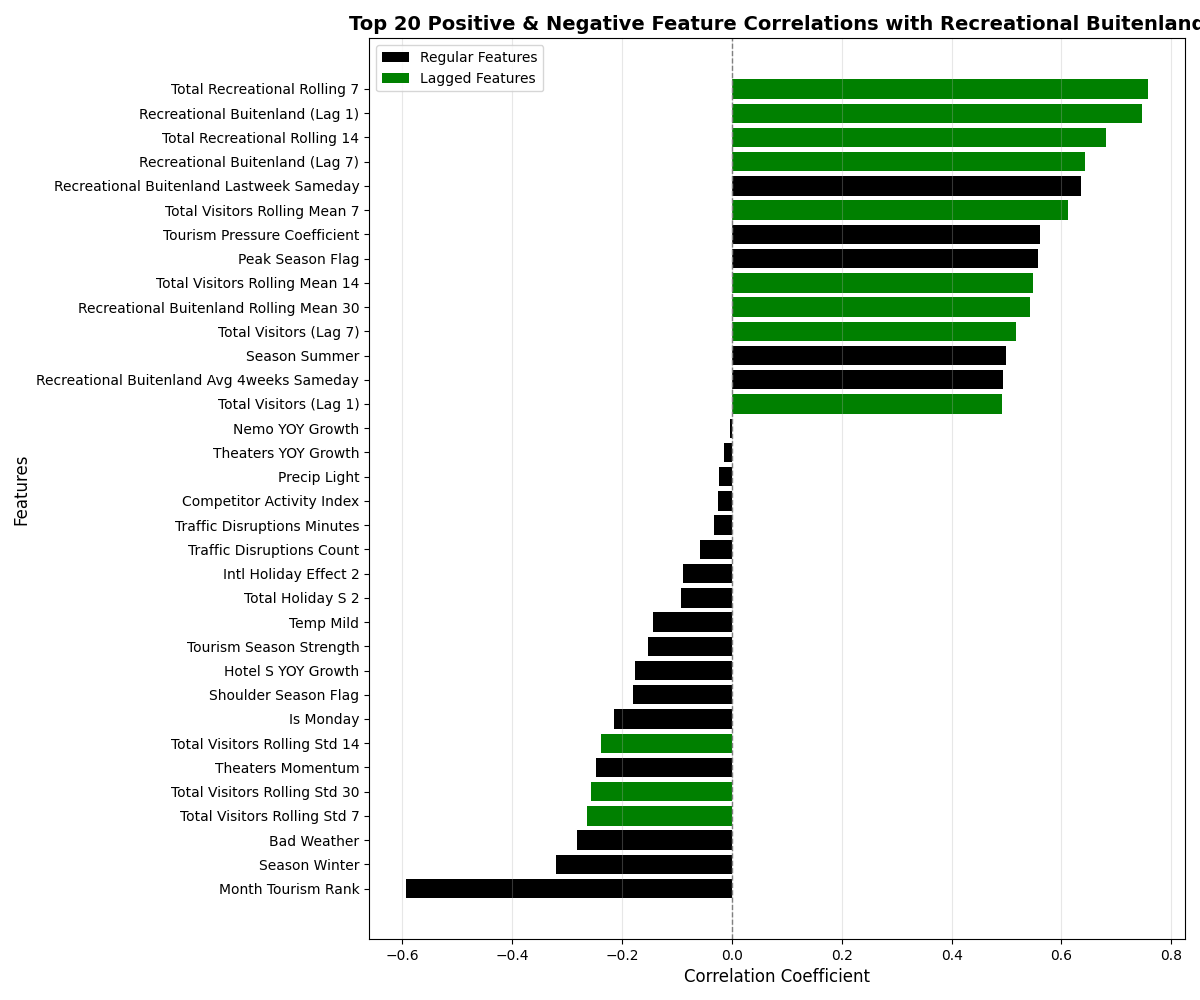 Top 20 Positive & Negative Feature Correlations with Recreational Buitenland
Regular Features
Lagged Features
Total Recreational Rolling 7
Recreational Buitenland (Lag 1)
Total Recreational Rolling 14
Recreational Buitenland (Lag 7)
Recreational Buitenland Lastweek Sameday
Total Visitors Rolling Mean 7
Tourism Pressure Coefficient
Peak Season Flag
Total Visitors Rolling Mean 14
Recreational Buitenland Rolling Mean 30
Total Visitors (Lag 7)
Season Summer
Recreational Buitenland Avg 4weeks Sameday
Total Visitors (Lag 1)
Nemo YOY Growth
Theaters YOY Growth
Precip Light
Competitor Activity Index
Traffic Disruptions Minutes
Traffic Disruptions Count
Intl Holiday Effect 2
Total Holiday S 2
Temp Mild
Tourism Season Strength
Hotel S YOY Growth
Shoulder Season Flag
Is Monday
Total Visitors Rolling Std 14
Theaters Momentum
Total Visitors Rolling Std 30
Total Visitors Rolling Std 7
Bad Weather
Season Winter
Month Tourism Rank
Features
−0.6 −0.4 −0.2 0.0 0.2 0.4 0.6 0.8
Correlation Coefficient